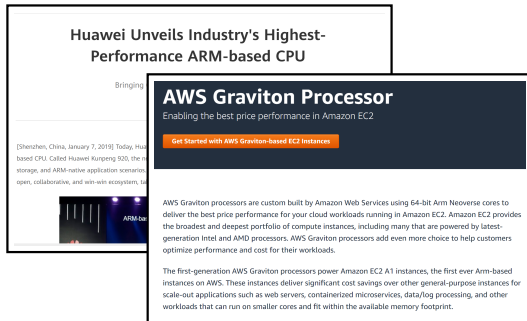 Huawei Unveils Industry's Highest-
Performance ARM-based CPU
Bringing
[Shenzhen, China, January 7, 2019] Today, Hua
based CPU. Called Huawei Kunpeng 920, the n
storage, and ARM-native application scenarios.
open, collaborative, and win-win ecosystem, ta
ARM-ba
AWS Graviton Processor
Enabling the best price performance in Amazon EC2
Get Started with AWS Graviton-based EC2 Instances
AWS Graviton processors are custom built by Amazon Web Services using 64-bit Arm Neoverse cores to
deliver the best price performance for your cloud workloads running in Amazon EC2. Amazon EC2 provides
the broadest and deepest portfolio of compute instances, including many that are powered by latest-
generation Intel and AMD processors. AWS Graviton processors add even more choice to help customers
optimize performance and cost for their workloads.
The first-generation AWS Graviton processors power Amazon EC2 A1 instances, the first ever Arm-based
instances on AWS. These instances deliver significant cost savings over other general-purpose instances for
scale-out applications such as web servers, containerized microservices, data/log processing, and other
workloads that can run on smaller cores and fit within the available memory footprint.